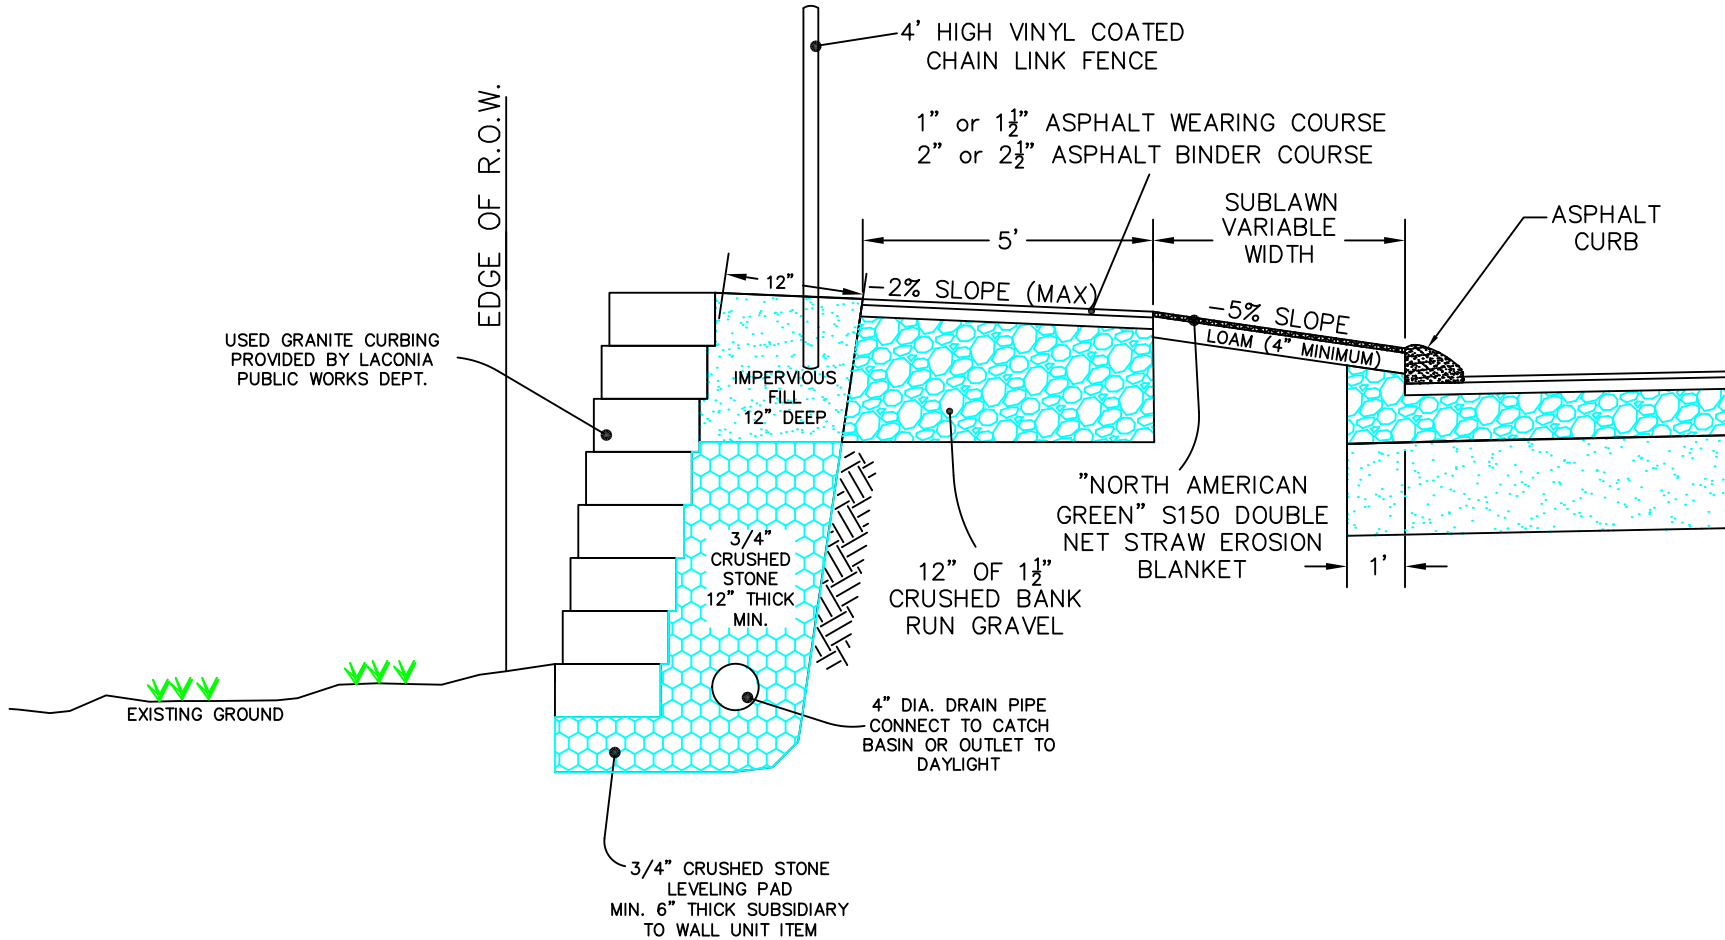 4' HIGH VINYL COATED
CHAIN LINK FENCE
1" or 1½" ASPHALT WEARING COURSE
2" or 2½" ASPHALT BINDER COURSE
EDGE OF R.O.W.
5'
SUBLAWN
VARIABLE
WIDTH
ASPHALT
CURB
12"
-2% SLOPE (MAX)
-5% SLOPE
LOAM (4" MINIMUM)
USED GRANITE CURBING
PROVIDED BY LACONIA
PUBLIC WORKS DEPT.
IMPERVIOUS
FILL
12" DEEP
3/4"
CRUSHED
STONE
12" THICK
MIN.
12" OF 1½"
CRUSHED BANK
RUN GRAVEL
"NORTH AMERICAN
GREEN" S150 DOUBLE
NET STRAW EROSION
BLANKET
1'
EXISTING GROUND
4" DIA. DRAIN PIPE
CONNECT TO CATCH
BASIN OR OUTLET TO
DAYLIGHT
3/4" CRUSHED STONE
LEVELING PAD
MIN. 6" THICK SUBSIDIARY
TO WALL UNIT ITEM